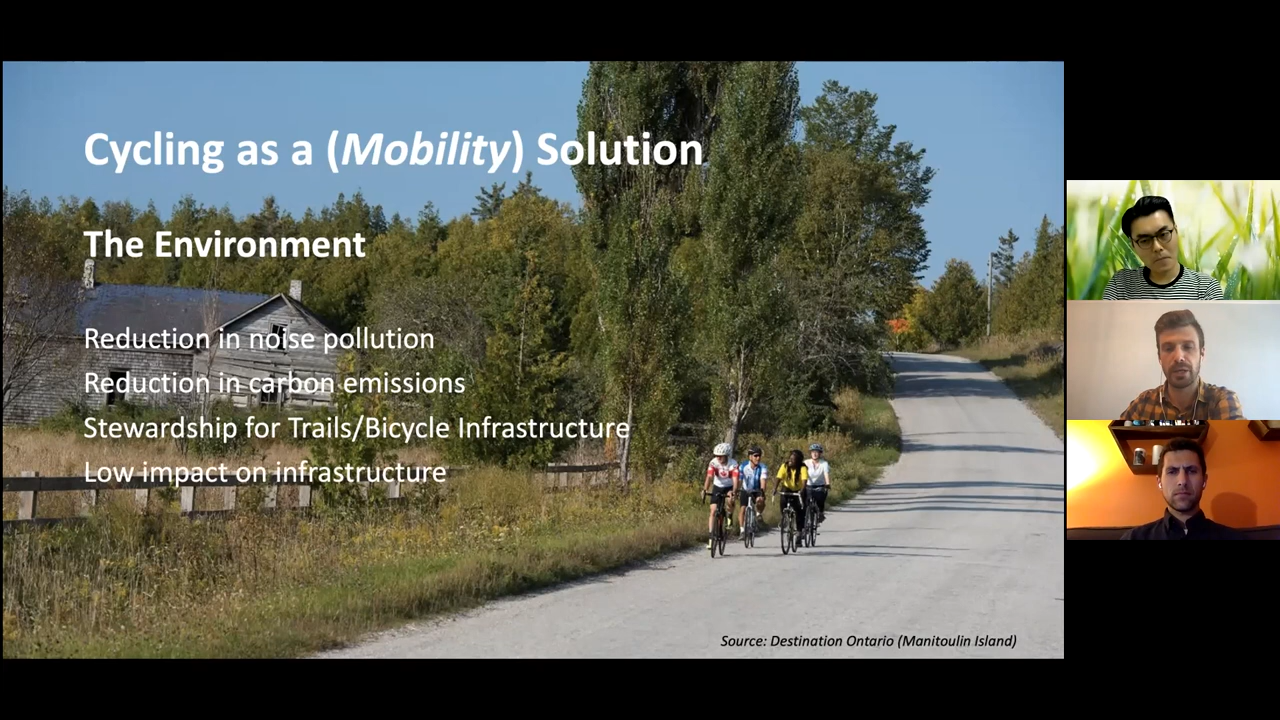 Cycling as a (Mobility) Solution
The Environment
Reduction in noise pollution
Reduction in carbon emissions
Stewardship for Trails/Bicycle Infrastructure
Low impact on infrastructure
Source: Destination Ontario (Manitoulin Island)